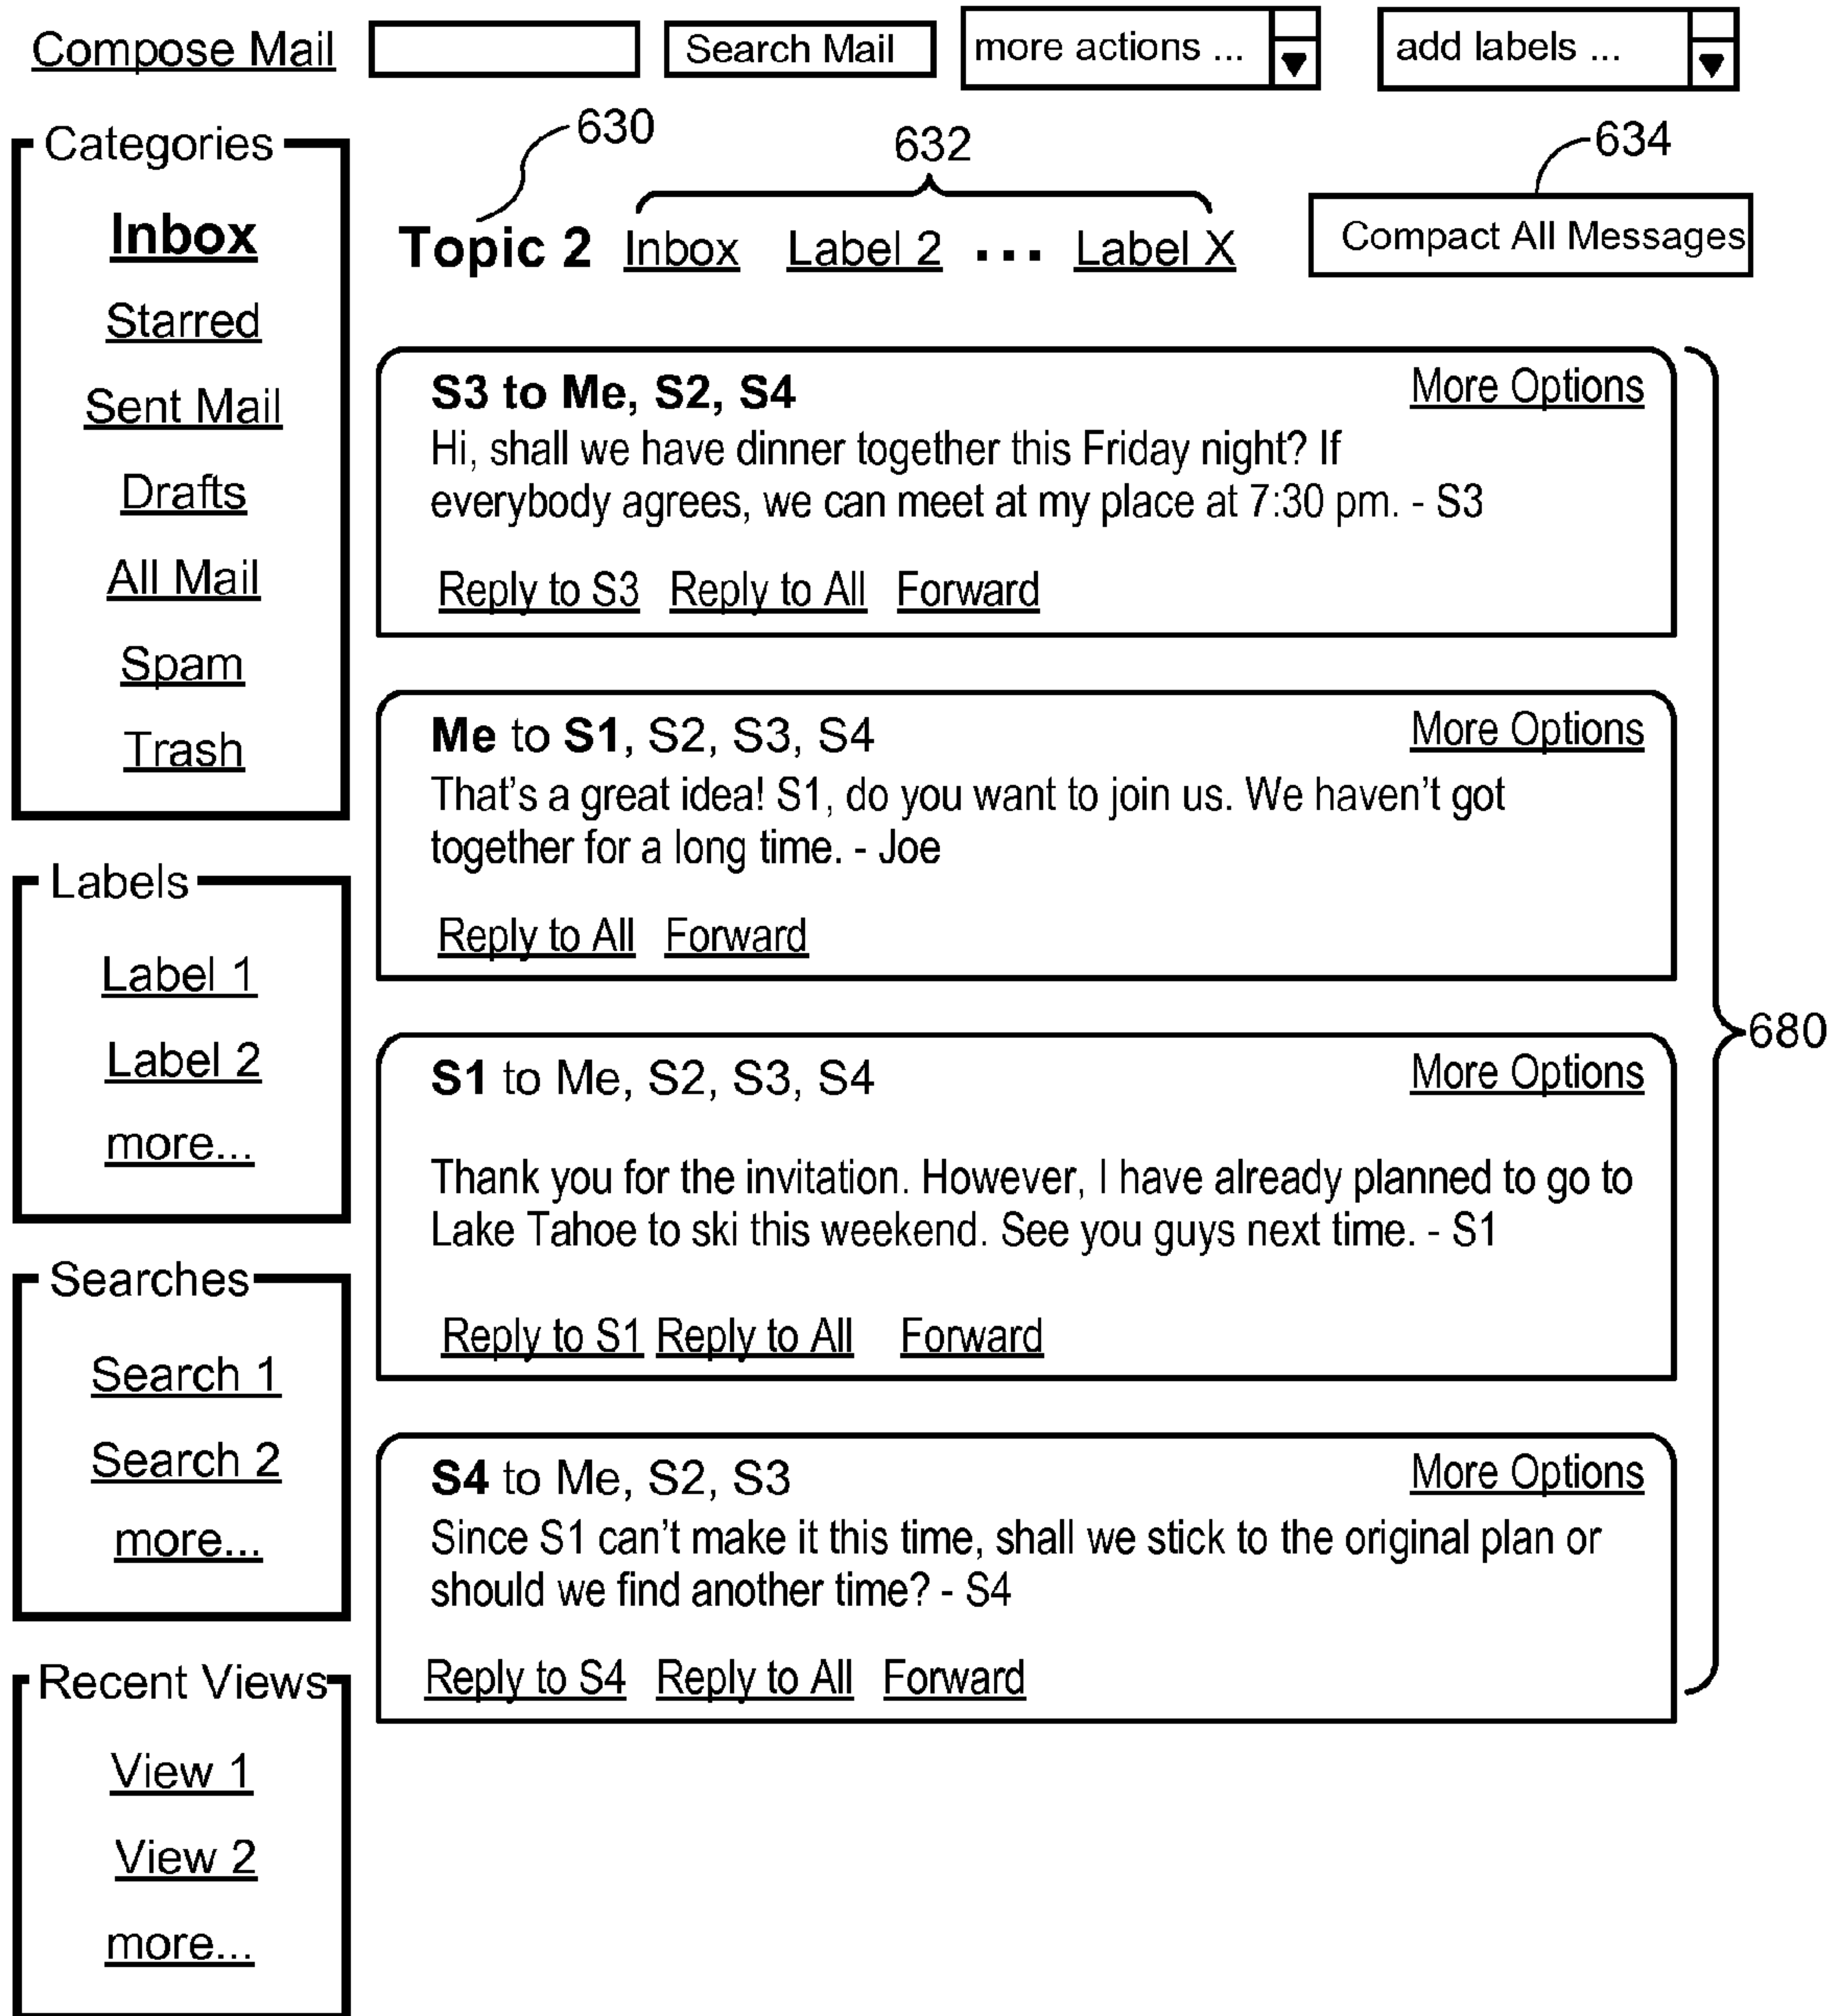 Compose Mail Search Mail more actions ... add labels ...
630
632
634
Categories
Inbox
Starred
Sent Mail
Drafts
All Mail
Spam
Trash
Labels
Label 1
Label 2
more...
Searches
Search 1
Search 2
more...
Recent Views
View 1
View 2
more...
Topic 2 Inbox Label 2 ... Label X Compact All Messages
S3 to Me, S2, S4 More Options
Hi, shall we have dinner together this Friday night? If
everybody agrees, we can meet at my place at 7:30 pm. - S3
Reply to S3 Reply to All Forward
Me to S1, S2, S3, S4 More Options
That's a great idea! S1, do you want to join us. We haven't got
together for a long time. - Joe
Reply to All Forward
S1 to Me, S2, S3, S4 More Options
Thank you for the invitation. However, I have already planned to go to
Lake Tahoe to ski this weekend. See you guys next time. - S1
Reply to S1 Reply to All Forward
S4 to Me, S2, S3 More Options
Since S1 can't make it this time, shall we stick to the original plan or
should we find another time? - S4
Reply to S4 Reply to All Forward
680